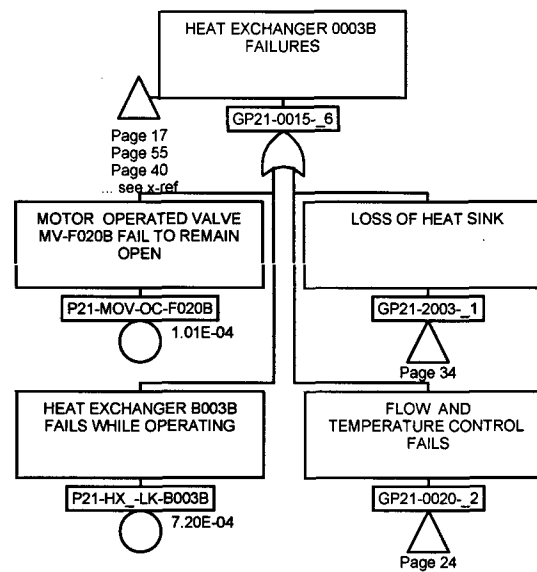 HEAT EXCHANGER 0003B
FAILURES
GP21-0015-_6
Page 17
Page 55
Page 40
... see x-ref
MOTOR OPERATED VALVE
MV-F020B FAIL TO REMAIN
OPEN
P21-MOV-OC-F020B
1.01E-04
LOSS OF HEAT SINK
GP21-2003-_1
Page 34
HEAT EXCHANGER B003B
FAILS WHILE OPERATING
P21-HX_-LK-B003B
7.20E-04
FLOW AND
TEMPERATURE CONTROL
FAILS
GP21-0020-_2
Page 24